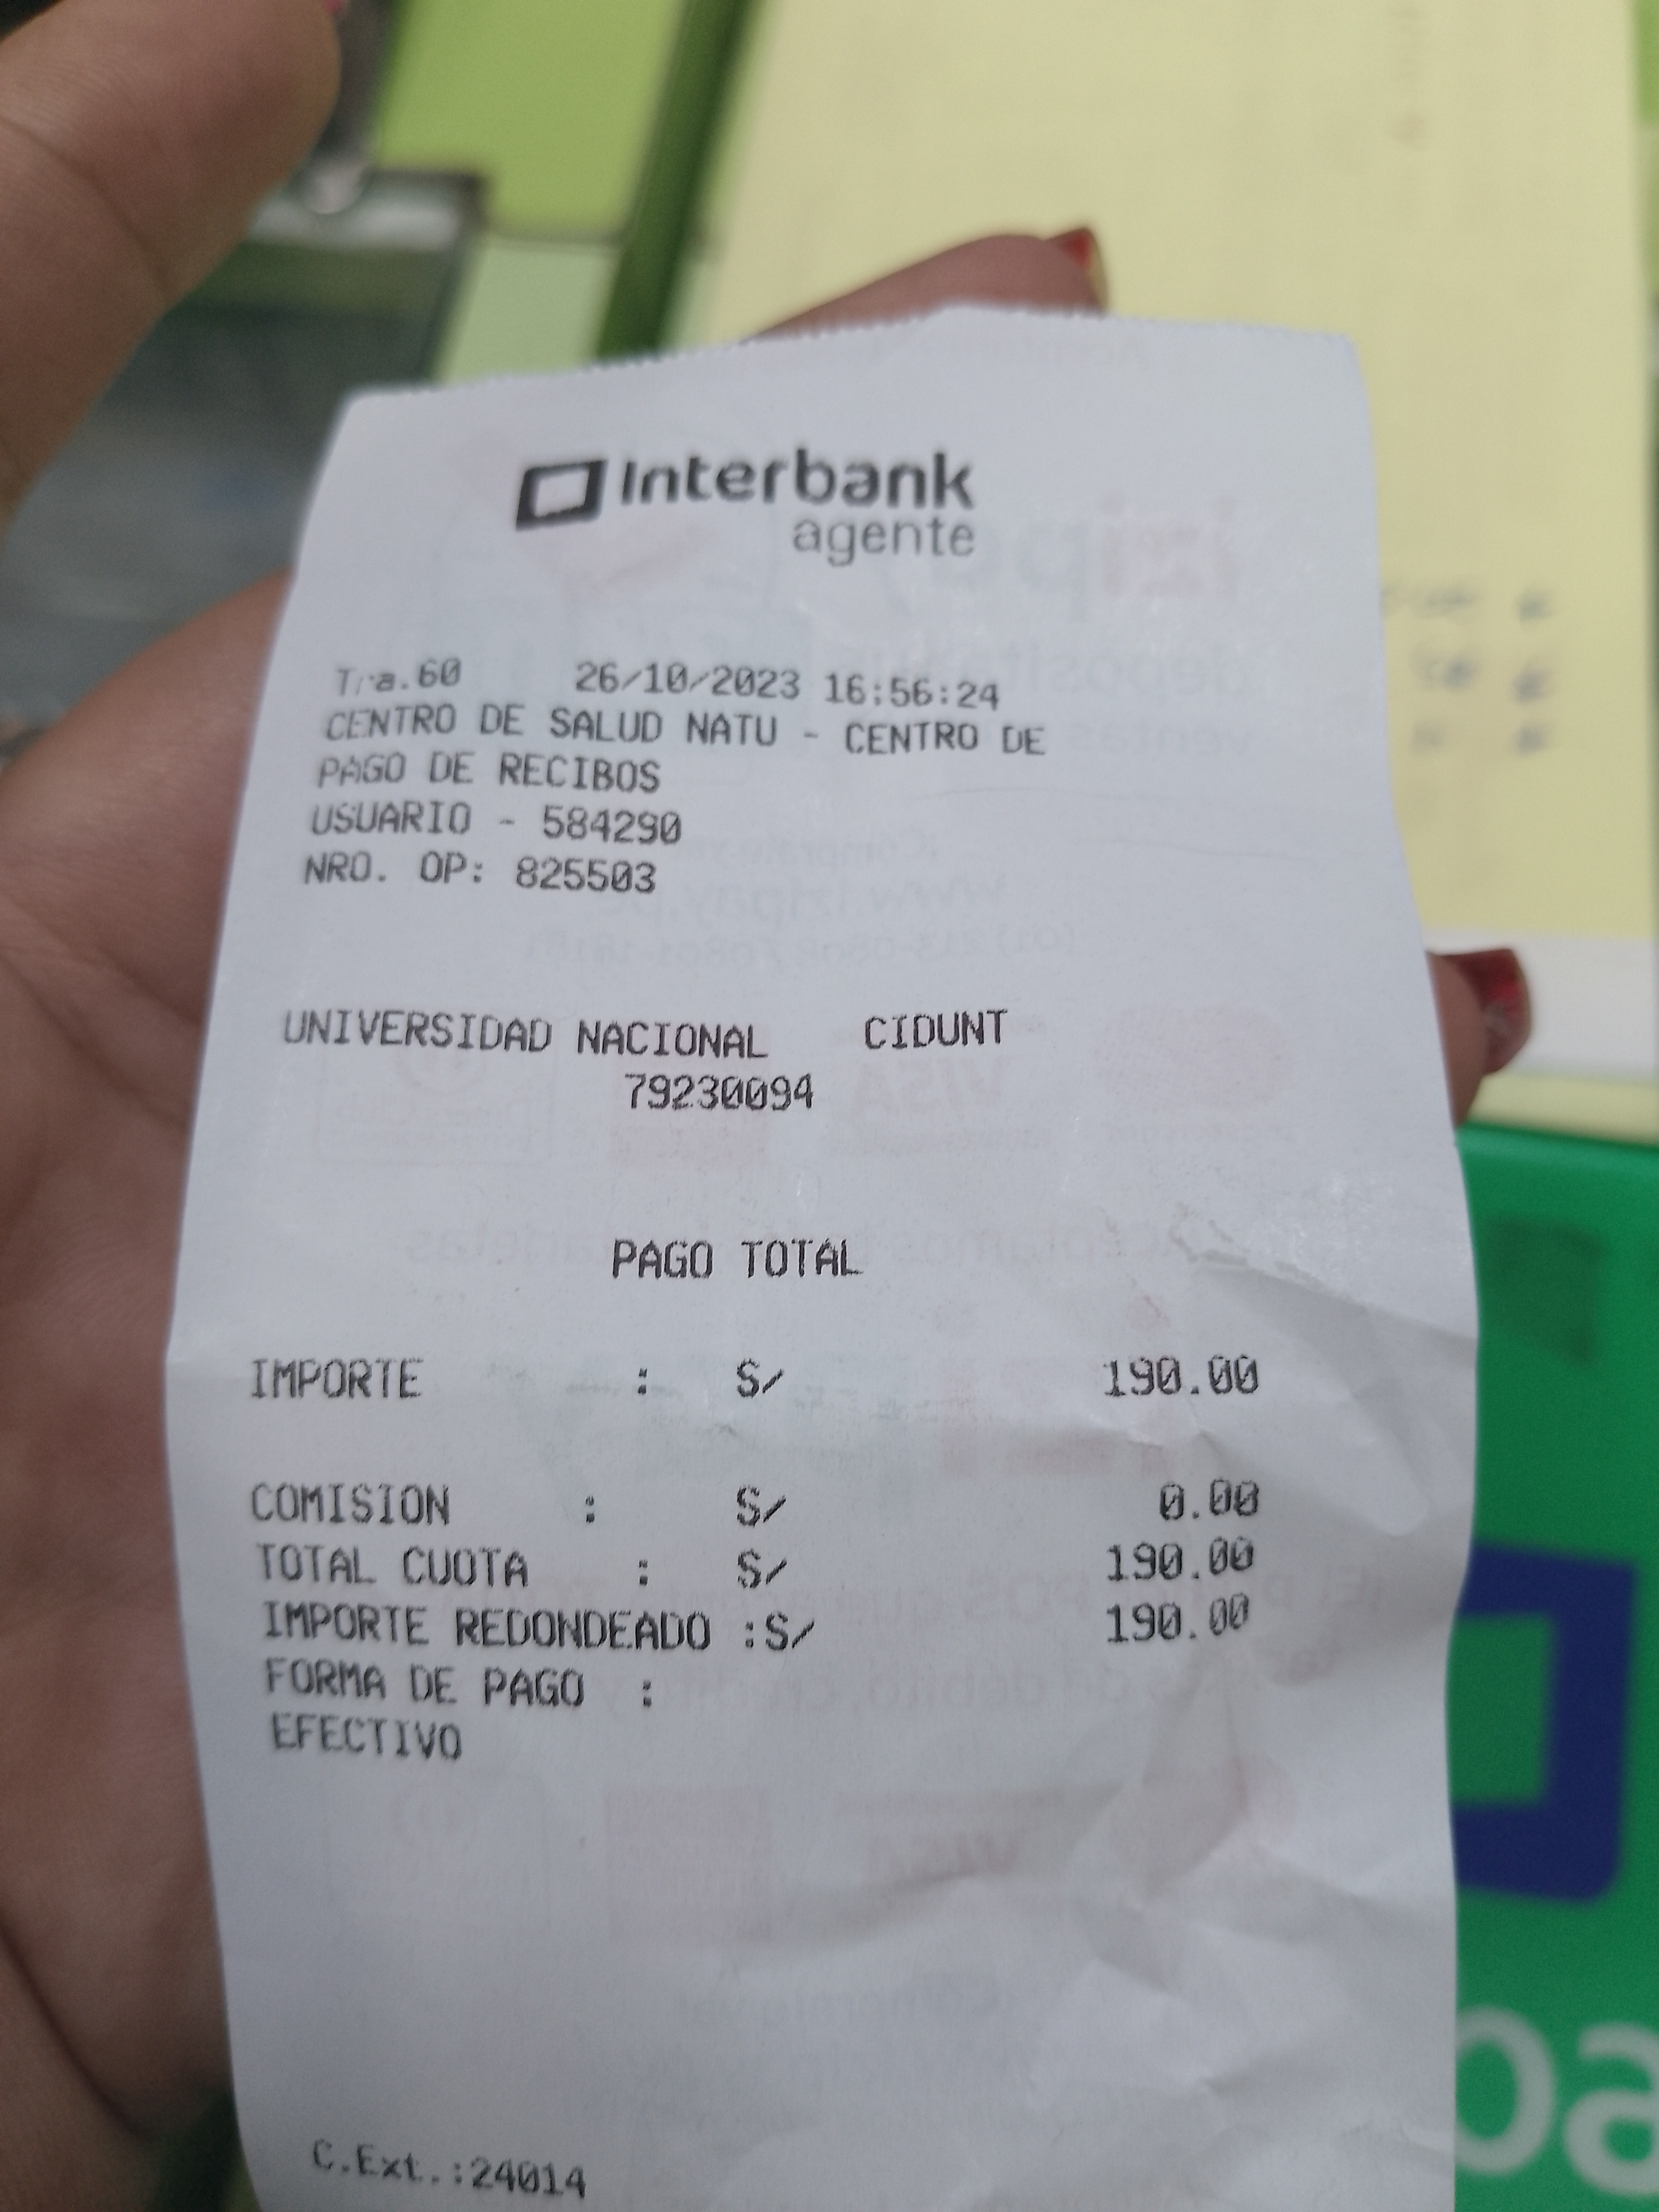 Interbank
agente
Tra.60 26/10/2023 16:56:24
CENTRO DE SALUD NATU - CENTRO DE
PAGO DE RECIBOS
USUARIO - 584290
NRO. OP: 825503
UNIVERSIDAD NACIONAL CIDUNT
79230094
PAGO TOTAL
IMPORTE : S/ 190.00
COMISION : S/ 0.00
TOTAL CUOTA : S/ 190.00
IMPORTE REDONDEADO :S/ 190.00
FORMA DE PAGO :
EFECTIVO
C.Ext.:24014